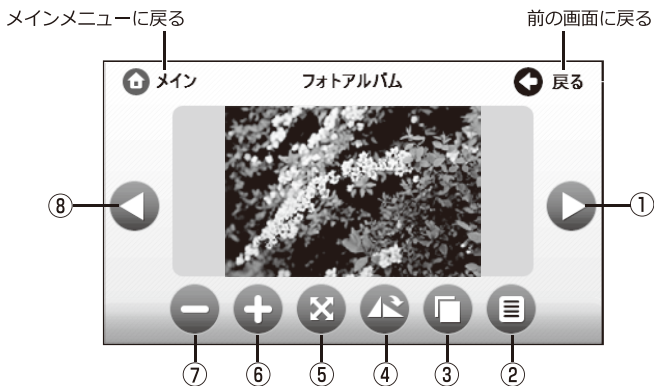 メインメニューに戻る
前の画面に戻る
メイン
フォトアルバム
戻る
⑧
①
⑦
⑥
⑤
④
③
②